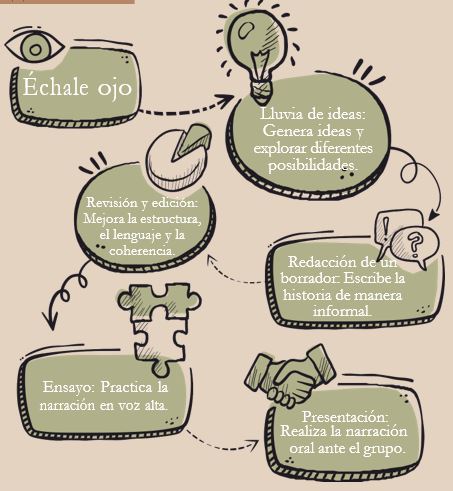 Échale ojo
Lluvia de ideas:
Genera ideas y
explorar diferentes
posibilidades.
Redacción de un
borrador: Escribe la
historia de manera
informal.
Revisión y edición:
Mejora la estructura,
el lenguaje y la
coherencia.
Ensayo: Practica la
narración en voz alta.
Presentación:
Realiza la narración
oral ante el grupo.